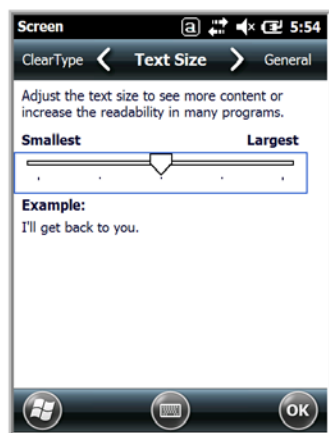 Screen a 5:54
ClearType Text Size General
Adjust the text size to see more content or
increase the readability in many programs.
Smallest Largest
Example:
I'll get back to you.
OK